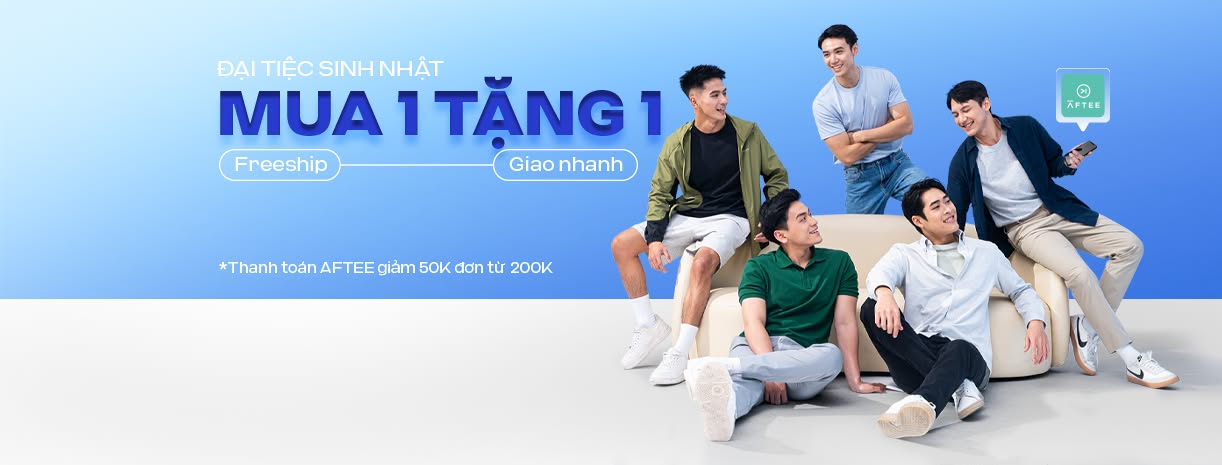 ĐẠI TIỆC SINH NHẬT
MUA 1 TẶNG 1
Freeship
Giao nhanh
*Thanh toán AFTEE giảm 50K đơn từ 200K
AFTEE